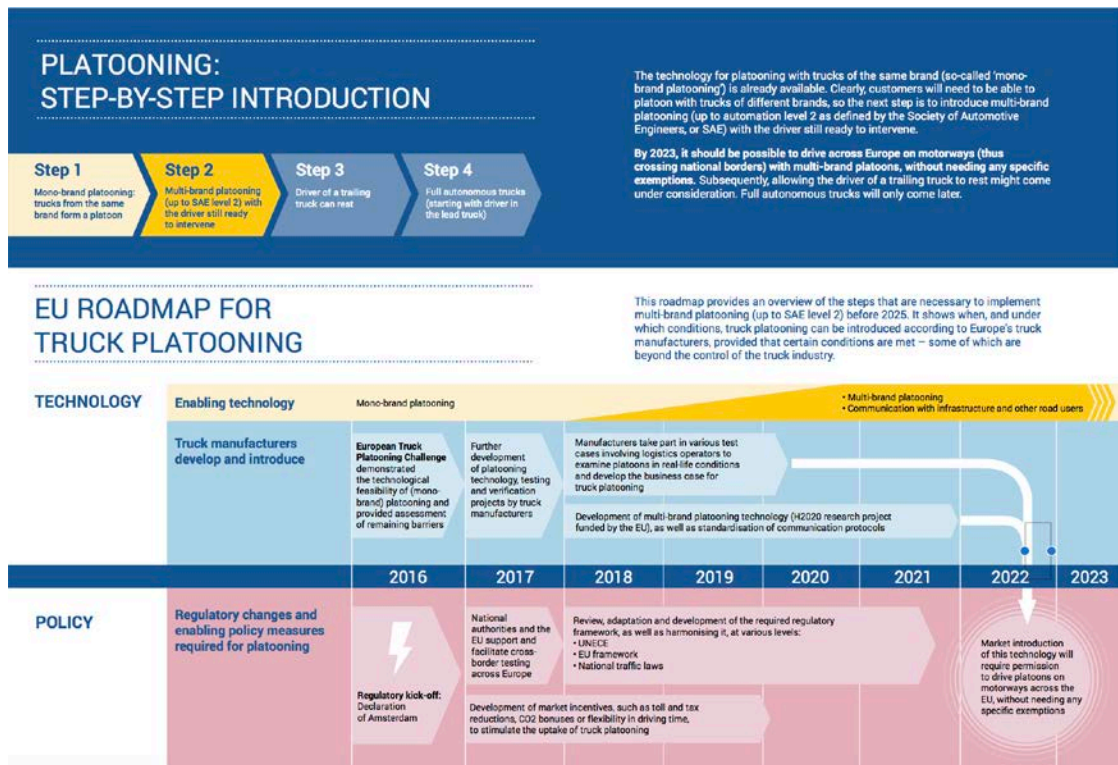 PLATOONING:
STEP-BY-STEP INTRODUCTION
The technology for platooning with trucks of the same brand (so-called 'mono-
brand platooning') is already available. Clearly, customers will need to be able to
platoon with trucks of different brands, so the next step is to introduce multi-brand
platooning (up to automation level 2 as defined by the Society of Automotive
Engineers, or SAE) with the driver still ready to intervene.
By 2023, it should be possible to drive across Europe on motorways (thus
crossing national borders) with multi-brand platoons, without needing any specific
exemptions. Subsequently, allowing the driver of a trailing truck to rest might come
under consideration. Full autonomous trucks will only come later.
Step 1
Mono-brand platooning:
trucks from the same
brand form a platoon
Step 2
Multi-brand platooning
(up to SAE level 2) with
the driver still ready
to intervene
Step 3
Driver of a trailing
truck can rest
Step 4
Full autonomous trucks
(starting with driver in
the lead truck)
EU ROADMAP FOR
TRUCK PLATOONING
This roadmap provides an overview of the steps that are necessary to implement
multi-brand platooning (up to SAE level 2) before 2025. It shows when, and under
which conditions, truck platooning can be introduced according to Europe's truck
manufacturers, provided that certain conditions are met – some of which are
beyond the control of the truck industry.
TECHNOLOGY
Enabling technology
Mono-brand platooning
• Multi-brand platooning
• Communication with infrastructure and other road users
Truck manufacturers
develop and introduce
European Truck
Platooning Challenge
demonstrated
the technological
feasibility of (mono-
brand) platooning and
provided assessment
of remaining barriers
Further
development
of platooning
technology, testing
and verification
projects by truck
manufacturers
Manufacturers take part in various test
cases involving logistics operators to
examine platoons in real-life conditions
and develop the business case for
truck platooning
Development of multi-brand platooning technology (H2020 research project
funded by the EU), as well as standardisation of communication protocols
2016
2017
2018
2019
2020
2021
2022
2023
POLICY
Regulatory changes and
enabling policy measures
required for platooning
Regulatory kick-off:
Declaration
of Amsterdam
National
authorities and the
EU support and
facilitate cross-
border testing
across Europe
Review, adaptation and development of the required regulatory
framework, as well as harmonising it, at various levels:
• UNECE
• EU framework
• National traffic laws
Development of market incentives, such as toll and tax
reductions, CO2 bonuses or flexibility in driving time,
to stimulate the uptake of truck platooning
Market introduction
of this technology will
require permission
to drive platoons on
motorways across the
EU, without needing any
specific exemptions